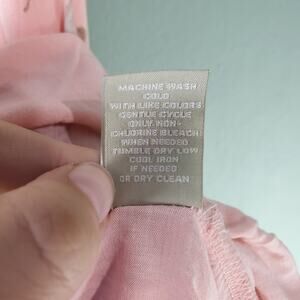 MACHINE WASH
COLD
WITH LIKE COLORS
GENTLE CYCLE
ONLY NON-
CHLORINE BLEACH
WHEN NEEDED
TUMBLE DRY LOW
COOL IRON
IF NEEDED
OR DRY CLEAN